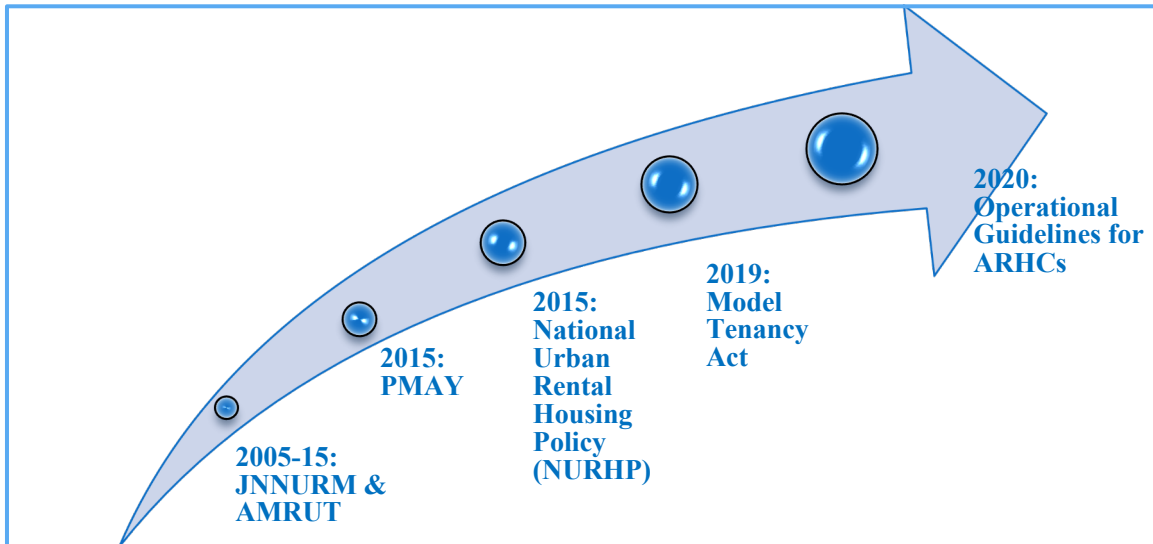 2005-15:
JNNURM &
AMRUT
2015:
PMAY
2015:
National
Urban
Rental
Housing
Policy
(NURHP)
2019:
Model
Tenancy
Act
2020:
Operational
Guidelines for
ARHCs